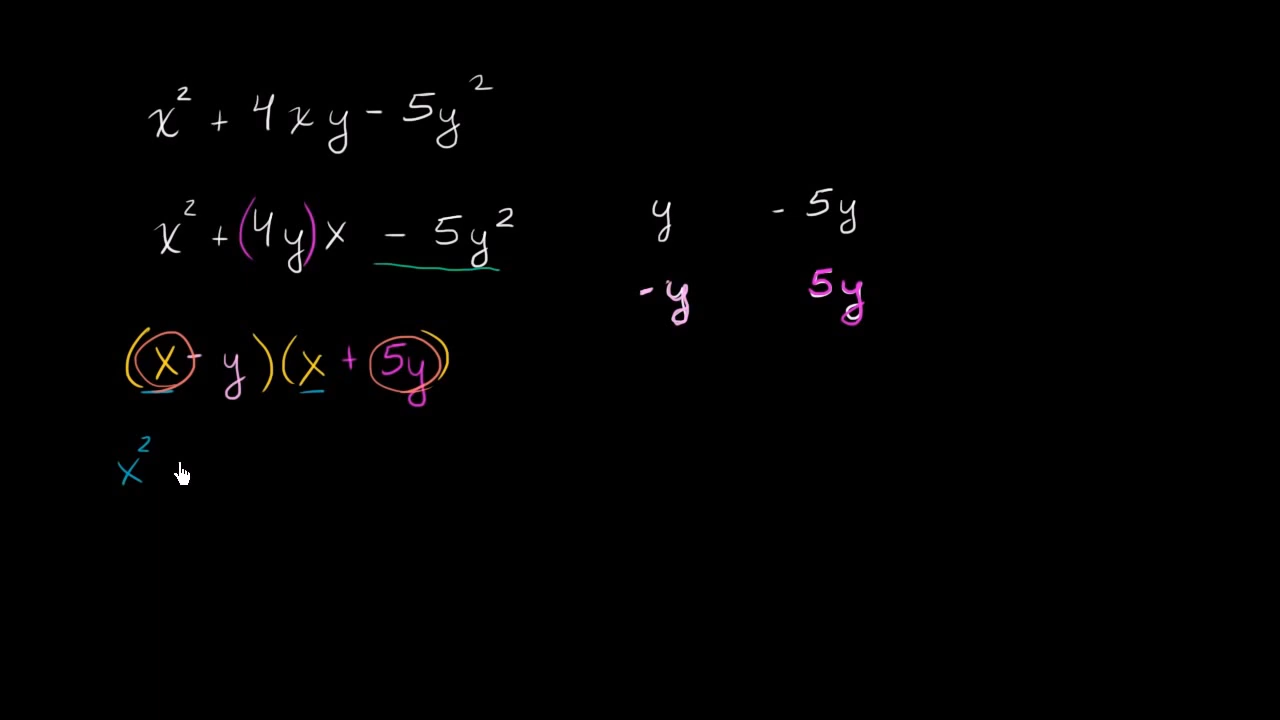 x² + 4xy - 5y²
x² + (4y)x - 5y²
y - 5y
-y 5y
(x - y)(x + 5y)
x²